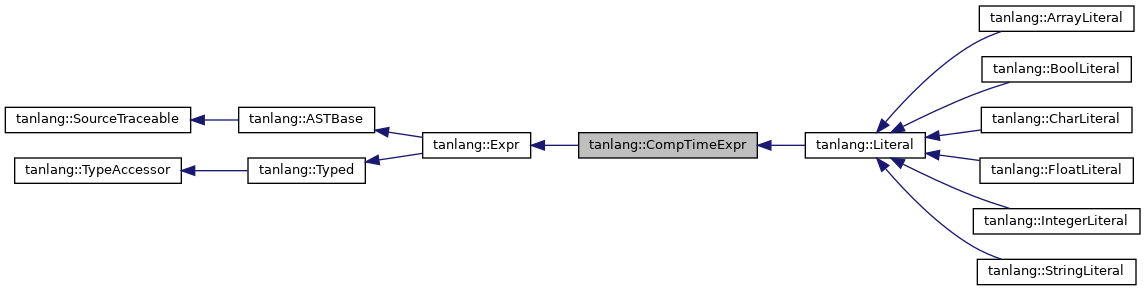 tanlang::ArrayLiteral
tanlang::BoolLiteral
tanlang::SourceTraceable
tanlang::ASTBase
tanlang::CharLiteral
tanlang::Expr
tanlang::CompTimeExpr
tanlang::Literal
tanlang::TypeAccessor
tanlang::Typed
tanlang::FloatLiteral
tanlang::IntegerLiteral
tanlang::StringLiteral